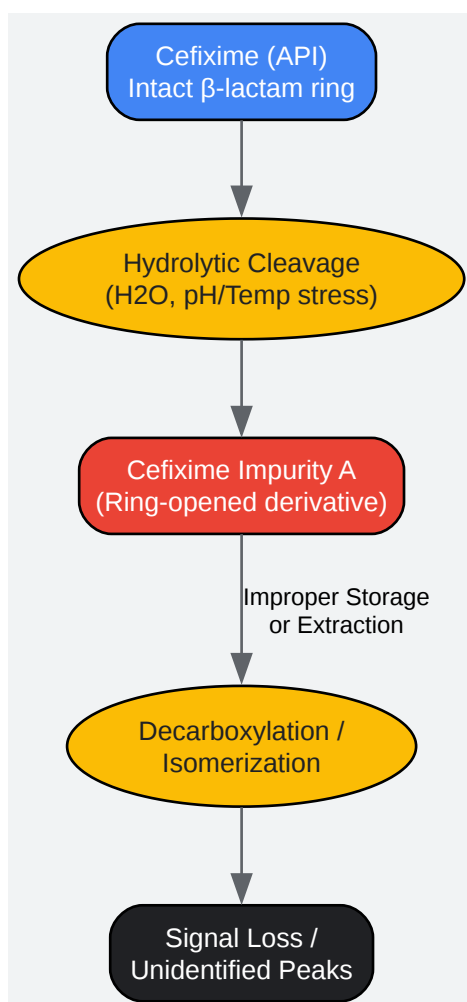 Cefixime (API)
Intact β-lactam ring
Hydrolytic Cleavage
(H2O, pH/Temp stress)
Cefixime Impurity A
(Ring-opened derivative)
Improper Storage
or Extraction
Decarboxylation /
Isomerization
Signal Loss /
Unidentified Peaks